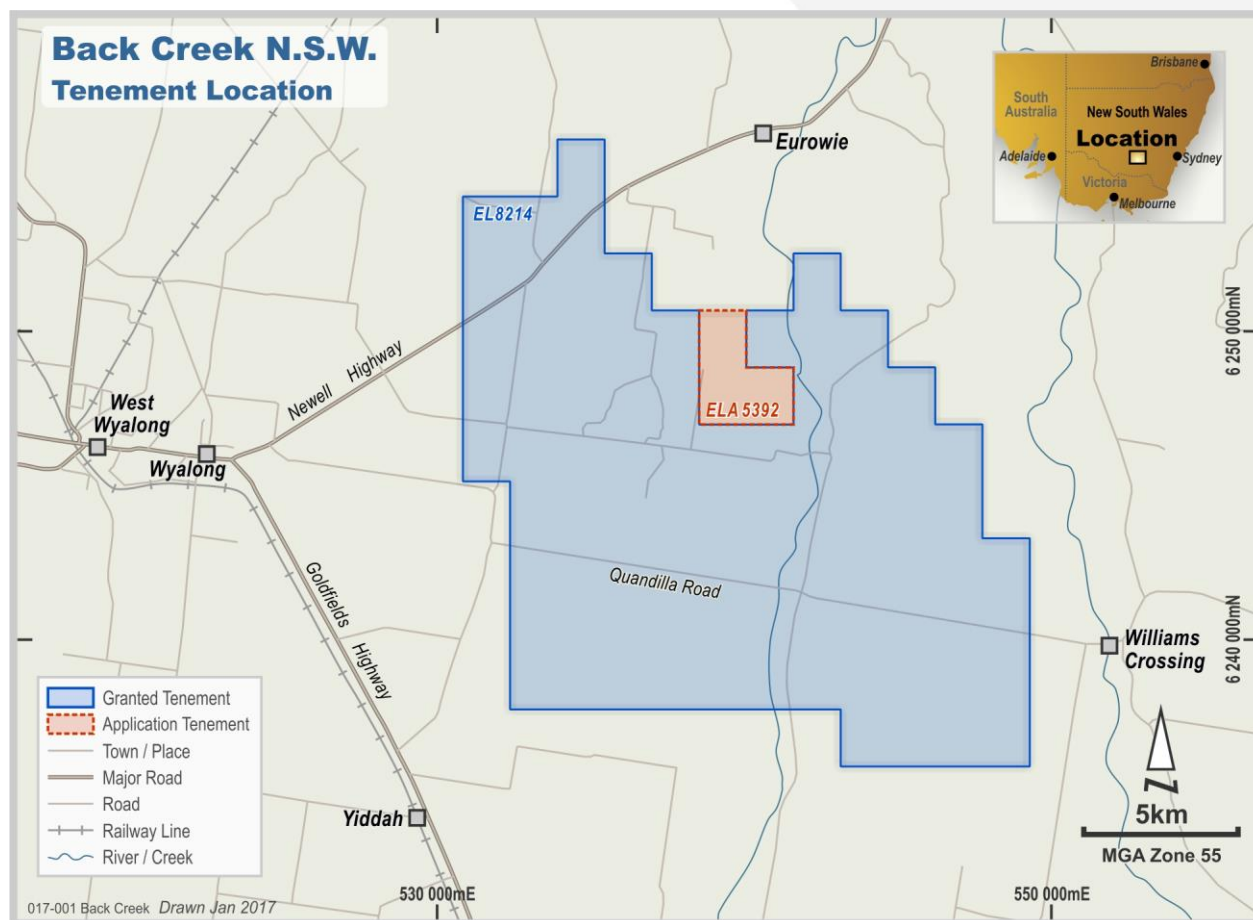 Back Creek N.S.W.
Tenement Location
Brisbane
South
Australia
New South Wales
Location
Adelaide
Sydney
Victoria
Melbourne
Eurowie
EL8214
6 250 000mN
Newell Highway
West
Wyalong
Wyalong
ELA 5392
Goldfields Highway
Quandilla Road
Williams
Crossing
6 240 000mN
Granted Tenement
Application Tenement
Town / Place
Major Road
Road
Railway Line
River / Creek
Yiddah
N
5km
MGA Zone 55
530 000mE
550 000mE
017-001 Back Creek Drawn Jan 2017